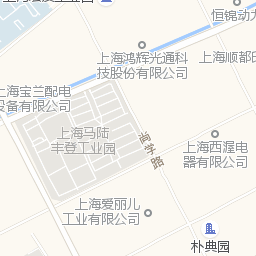 恒锦动力
上海鸿辉光通科
技股份有限公司
上海顺都
上海宝兰配电
设备有限公司
上海马陆
丰登工业园
尚学路
上海西渥电
器有限公司
上海爱丽儿
工业有限公司
朴典园